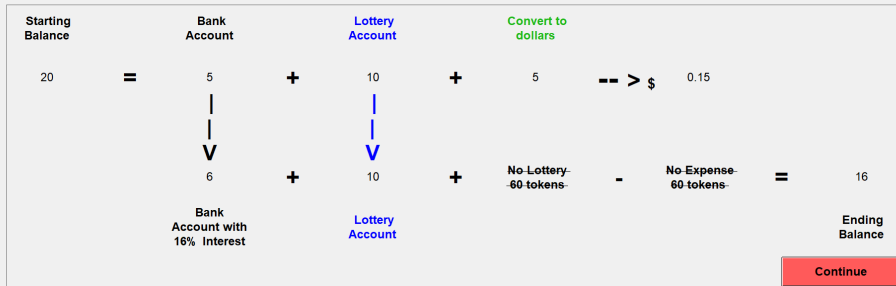 Starting Balance
Bank Account
Lottery Account
Convert to dollars
20 = 5 + 10 + 5 -- > $ 0.15
| |
| |
V V
6 + 10 + No Lottery 60 tokens - No Expense 60 tokens = 16
Bank Account with 16% Interest
Lottery Account
Ending Balance
Continue